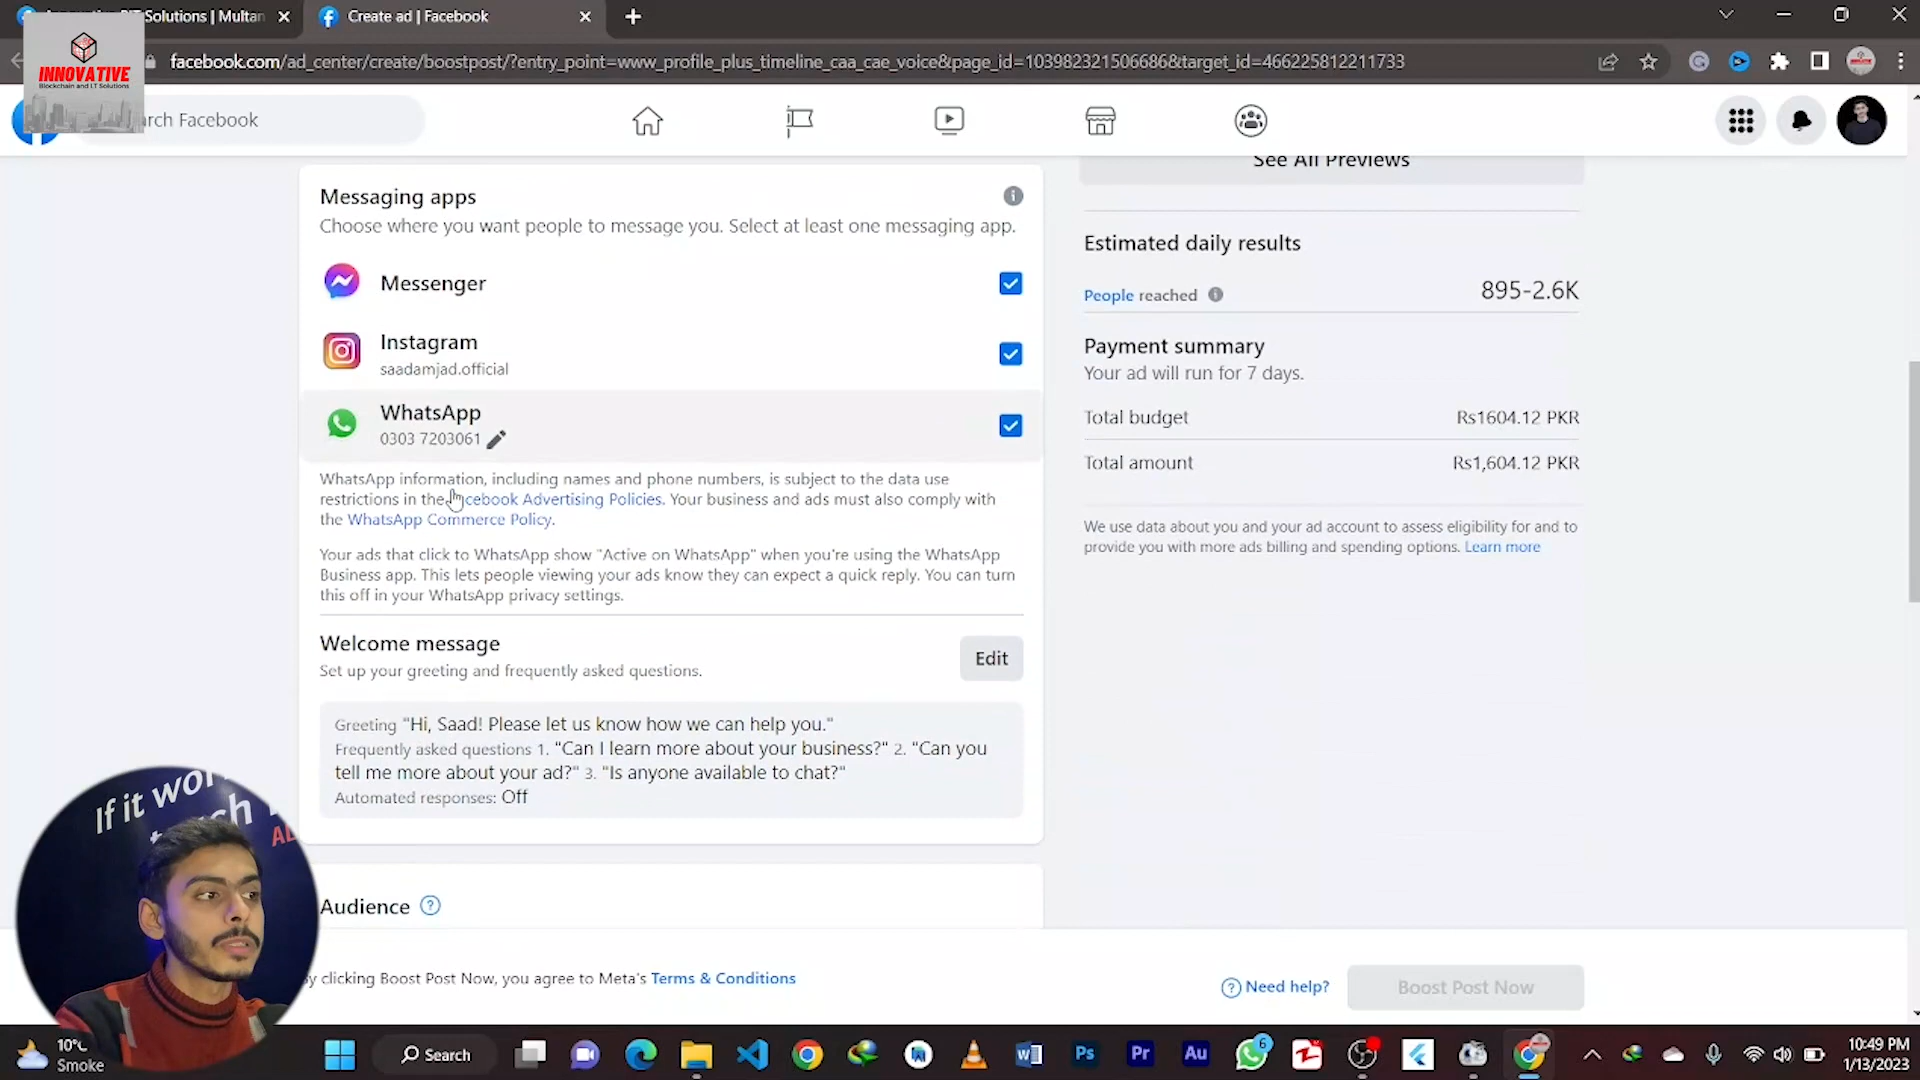 Solutions | Multan
Create ad | Facebook
INNOVATIVE
Blockchain and I.T Solutions
facebook.com/ad_center/create/boostpost/?entry_point=www_profile_plus_timeline_caa_cae_voice&page_id=103982321506686&target_id=466225812211733
rch Facebook
See All Previews
Messaging apps
Choose where you want people to message you. Select at least one messaging app.
Messenger
Instagram
saadamjad.official
WhatsApp
0303 7203061
WhatsApp information, including names and phone numbers, is subject to the data use
restrictions in the cebook Advertising Policies. Your business and ads must also comply with
the WhatsApp Commerce Policy.
Your ads that click to WhatsApp show "Active on WhatsApp" when you're using the WhatsApp
Business app. This lets people viewing your ads know they can expect a quick reply. You can turn
this off in your WhatsApp privacy settings.
Welcome message
Edit
Set up your greeting and frequently asked questions.
Greeting "Hi, Saad! Please let us know how we can help you."
Frequently asked questions 1. "Can I learn more about your business?" 2. "Can you
tell me more about your ad?" 3. "Is anyone available to chat?"
Automated responses: Off
Audience
Estimated daily results
People reached 895-2.6K
Payment summary
Your ad will run for 7 days.
Total budget Rs1604.12 PKR
Total amount Rs1,604.12 PKR
We use data about you and your ad account to assess eligibility for and to
provide you with more ads billing and spending options. Learn more
If it wor
ch
y clicking Boost Post Now, you agree to Meta's Terms & Conditions
Need help?
Boost Post Now
10°C
Smoke
Search
Ps
Pr
Au
6
10:49 PM
1/13/2023